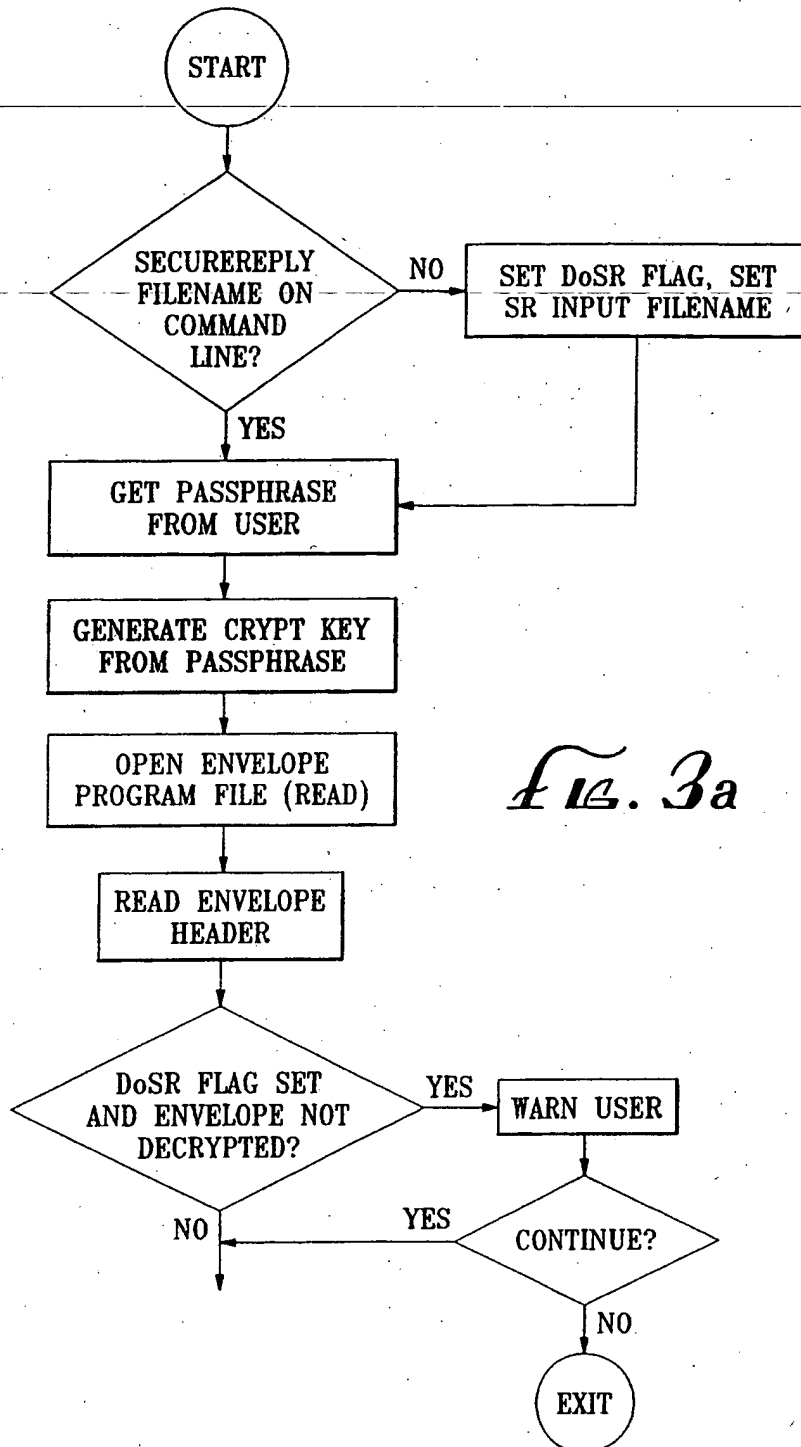 START
SECUREREPLY
FILENAME ON
COMMAND
LINE?
NO
SET DoSR FLAG, SET
SR INPUT FILENAME
YES
GET PASSPHRASE
FROM USER
GENERATE CRYPT KEY
FROM PASSPHRASE
OPEN ENVELOPE
PROGRAM FILE (READ)
FIG. 3a
READ ENVELOPE
HEADER
DoSR FLAG SET
AND ENVELOPE NOT
DECRYPTED?
YES
WARN USER
NO
YES
CONTINUE?
NO
EXIT